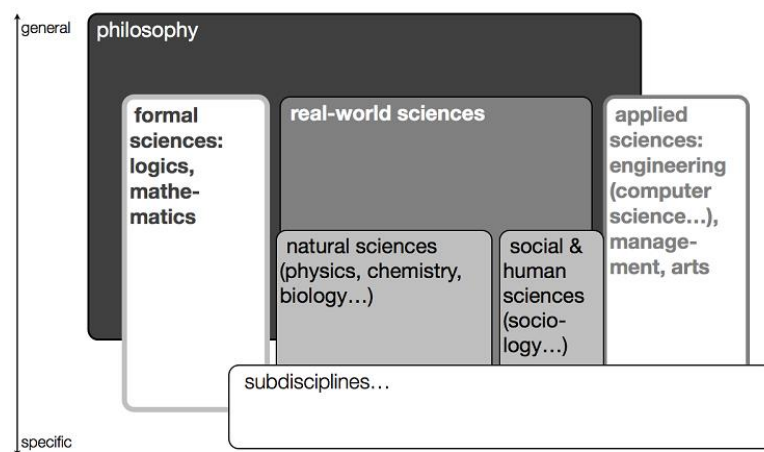 general
philosophy
formal
sciences:
logics,
mathe-
matics
real-world sciences
applied
sciences:
engineering
(computer
science…),
manage-
ment, arts
natural sciences
(physics, chemistry,
biology…)
social &
human
sciences
(socio-
logy…)
subdisciplines…
specific